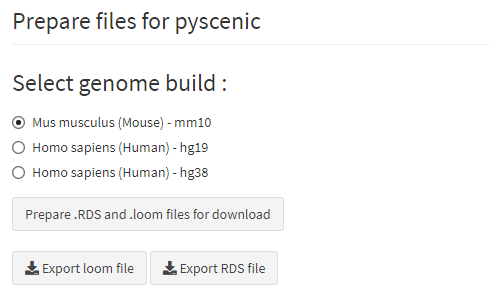 Prepare files for pyscenic
Select genome build :
Mus musculus (Mouse) - mm10
Homo sapiens (Human) - hg19
Homo sapiens (Human) - hg38
Prepare .RDS and .loom files for download
Export loom file Export RDS file